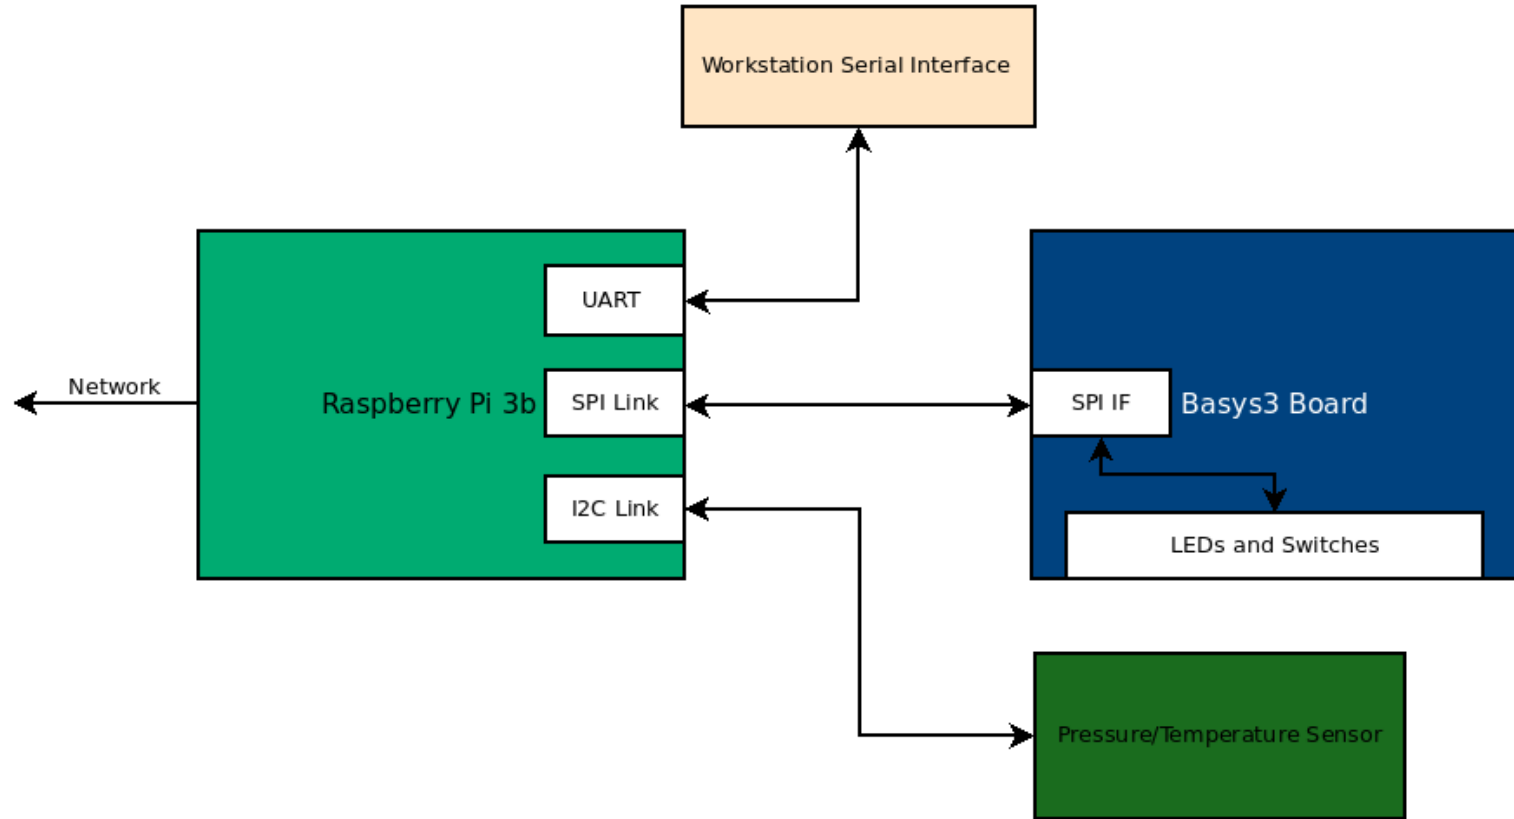 Workstation Serial Interface
UART
Network
Raspberry Pi 3b
SPI Link
SPI IF
Basys3 Board
I2C Link
LEDs and Switches
Pressure/Temperature Sensor